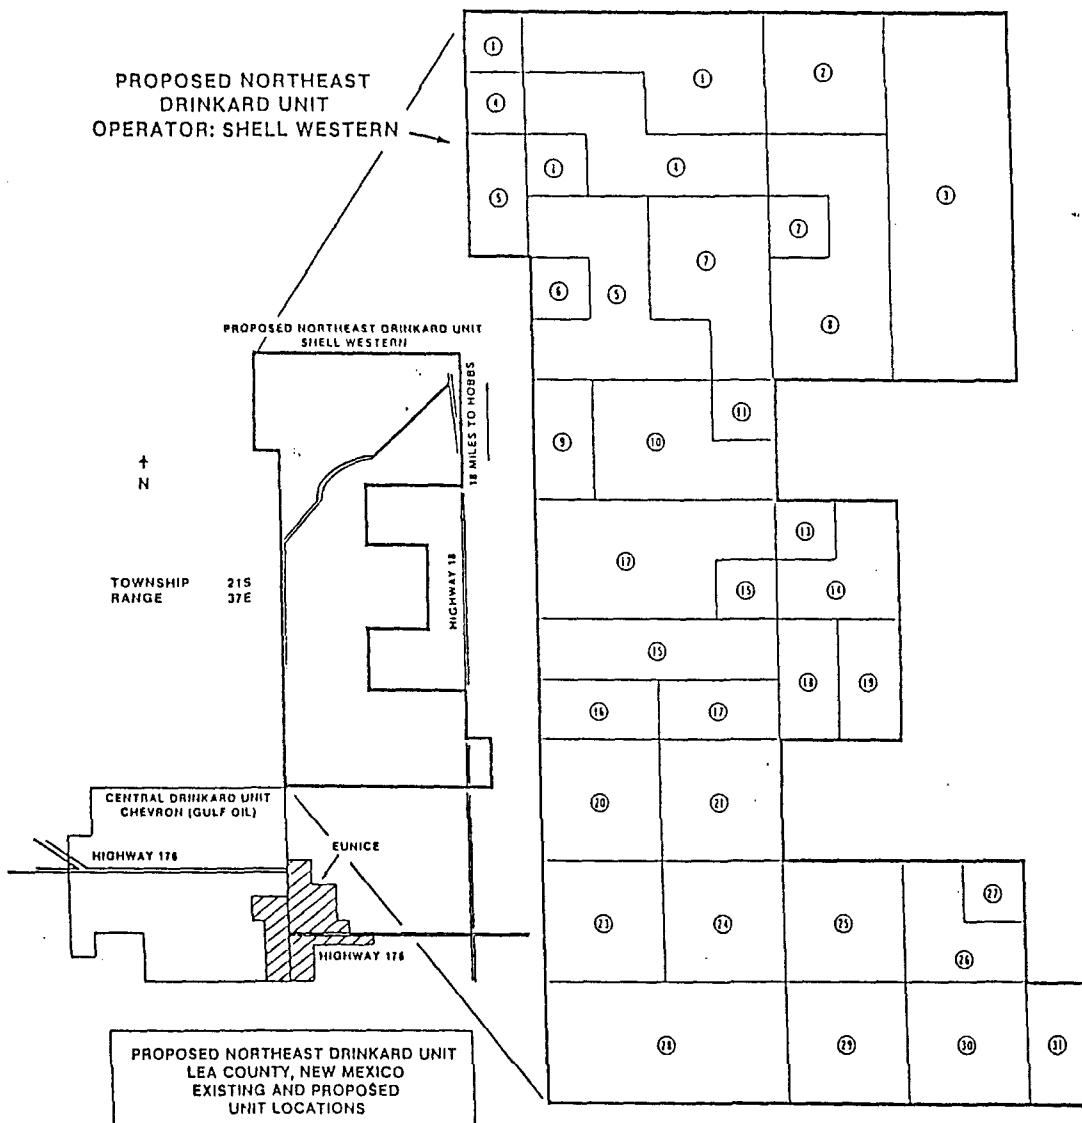 PROPOSED NORTHEAST
DRINKARD UNIT
OPERATOR: SHELL WESTERN
1
1
2
4
2
4
3
5
7
7
6
5
8
PROPOSED NORTHEAST DRINKARD UNIT
SHELL WESTERN
18 MILES TO HOBBS
N
11
9
10
TOWNSHIP 21S
RANGE 37E
HIGHWAY 18
13
15
14
15
18
19
16
17
CENTRAL DRINKARD UNIT
CHEVRON (GULF OIL)
20
21
HIGHWAY 176
EUNICE
27
23
24
25
26
HIGHWAY 176
28
29
30
31
PROPOSED NORTHEAST DRINKARD UNIT
LEA COUNTY, NEW MEXICO
EXISTING AND PROPOSED
UNIT LOCATIONS